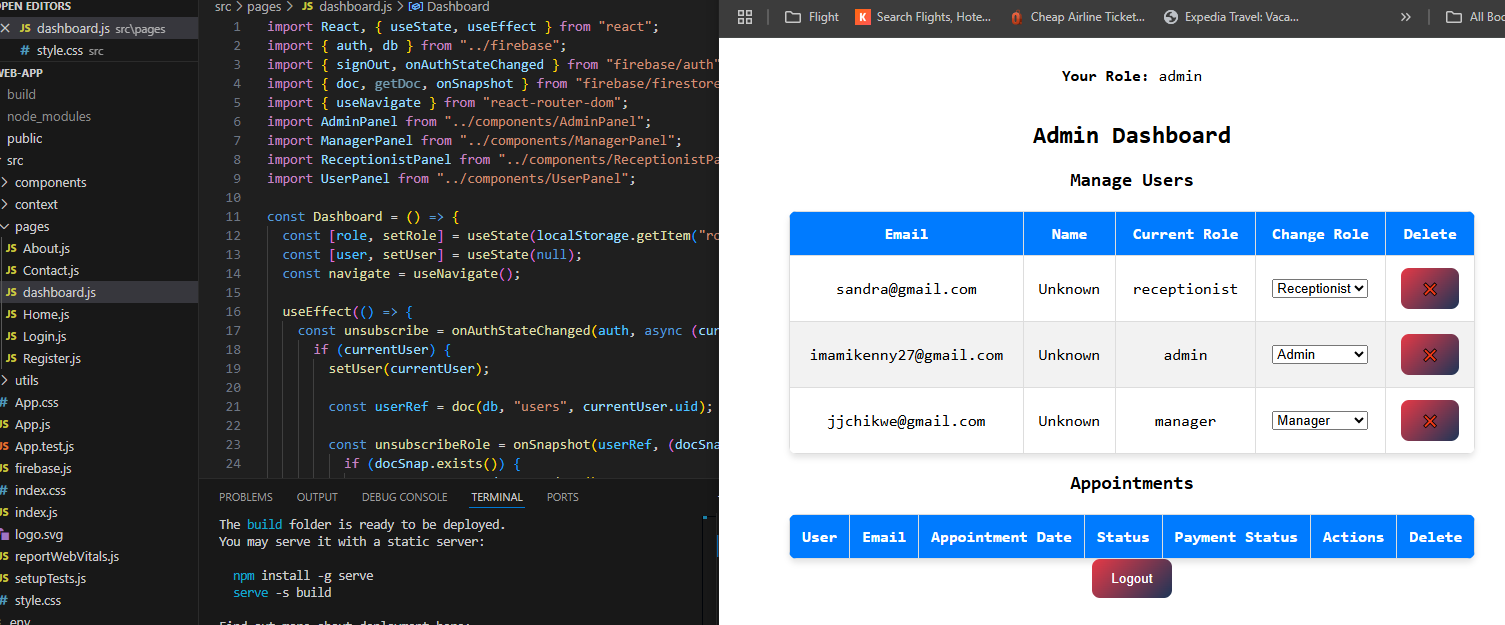 OPEN EDITORS
JS dashboard.js src\pages
# style.css src
WEB-APP
build
node_modules
public
src
components
context
pages
JS About.js
JS Contact.js
JS dashboard.js
JS Home.js
JS Login.js
JS Register.js
utils
# App.css
JS App.js
JS App.test.js
JS firebase.js
# index.css
JS index.js
logo.svg
JS reportWebVitals.js
JS setupTests.js
# style.css
.env
src > pages > JS dashboard.js > Dashboard
1 import React, { useState, useEffect } from "react";
2 import { auth, db } from "../firebase";
3 import { signOut, onAuthStateChanged } from "firebase/auth"
4 import { doc, getDoc, onSnapshot } from "firebase/firestore
5 import { useNavigate } from "react-router-dom";
6 import AdminPanel from "../components/AdminPanel";
7 import ManagerPanel from "../components/ManagerPanel";
8 import ReceptionistPanel from "../components/ReceptionistPa
9 import UserPanel from "../components/UserPanel";
10
11 const Dashboard = () => {
12 const [role, setRole] = useState(localStorage.getItem("ro
13 const [user, setUser] = useState(null);
14 const navigate = useNavigate();
15
16 useEffect(() => {
17 const unsubscribe = onAuthStateChanged(auth, async (cur
18 if (currentUser) {
19 setUser(currentUser);
20
21 const userRef = doc(db, "users", currentUser.uid);
22
23 const unsubscribeRole = onSnapshot(userRef, (docSna
24 if (docSnap.exists()) {
PROBLEMS OUTPUT DEBUG CONSOLE TERMINAL PORTS
The build folder is ready to be deployed.
You may serve it with a static server:
npm install -g serve
serve -s build
Find out more about deployment here:
Flight Search Flights, Hote... Cheap Airline Ticket... Expedia Travel: Vaca... » All Boo
Your Role: admin
Admin Dashboard
Manage Users
Email Name Current Role Change Role Delete
sandra@gmail.com Unknown receptionist Receptionist
imamikenny27@gmail.com Unknown admin Admin
jjchikwe@gmail.com Unknown manager Manager
Appointments
User Email Appointment Date Status Payment Status Actions Delete
Logout